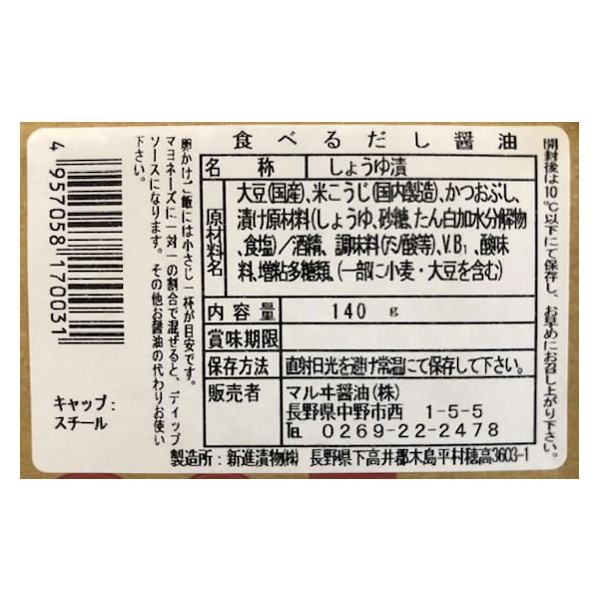 食べるだし醤油
名称 しょうゆ漬
原材料名 大豆(国産)、米こうじ(国内製造)、かつおぶし、
漬け原材料(しょうゆ、砂糖、たん白加水分解物
、食塩)/酒精、調味料(アミノ酸等)、V.B₁、酸味
料、増粘多糖類、(一部に小麦・大豆を含む)
内容量 140g
賞味期限
保存方法 直射日光を避け常温にて保存して下さい。
販売者 マルヰ醤油(株)
長野県中野市西 1-5-5
TEL 0269-22-2478
製造所:新進漬物㈱ 長野県下高井郡木島平村穂高3603-1
開封後は10℃以下にて保存し、お早めにお召し上がり下さい。
卵かけご飯には小さじ一杯が目安です。
マヨネーズに一対一の割合で混ぜると、ディップ
ソースになります。その他お醤油の代わりお使い
下さい。
4957058170031
キャップ:
スチール